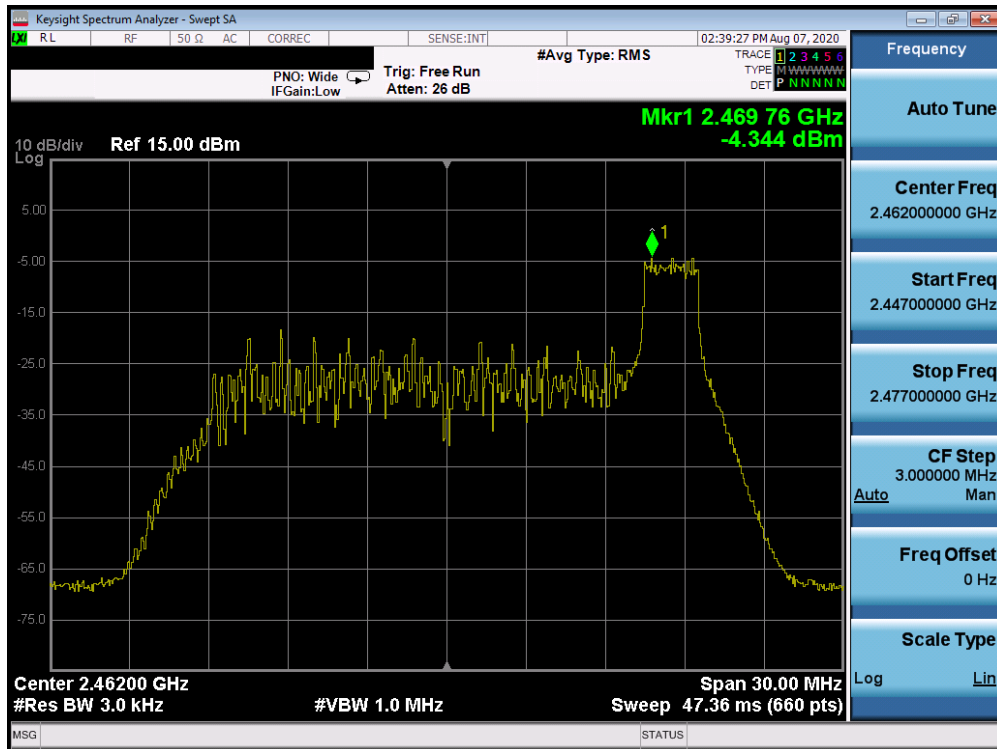 Keysight Spectrum Analyzer - Swept SA
LXI RL RF 50 Ω AC CORREC SENSE:INT 02:39:27 PM Aug 07, 2020
#Avg Type: RMS TRACE 1 2 3 4 5 6
PNO: Wide Trig: Free Run TYPE M WWWWW
IFGain:Low Atten: 26 dB DET P N N N N N
Mkr1 2.469 76 GHz
-4.344 dBm
10 dB/div Ref 15.00 dBm
Log
1
5.00
-5.00
-15.0
-25.0
-35.0
-45.0
-55.0
-65.0
-75.0
Center 2.46200 GHz Span 30.00 MHz
#Res BW 3.0 kHz #VBW 1.0 MHz Sweep 47.36 ms (660 pts)
MSG STATUS
Frequency
Auto Tune
Center Freq
2.462000000 GHz
Start Freq
2.447000000 GHz
Stop Freq
2.477000000 GHz
CF Step
3.000000 MHz
Auto Man
Freq Offset
0 Hz
Scale Type
Log Lin